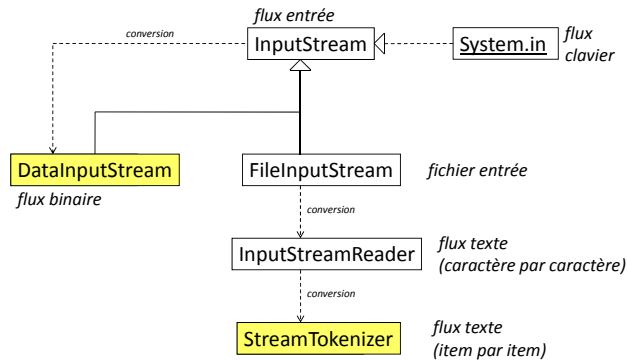 flux entrée
conversion
InputStream
System.in
flux
clavier
DataInputStream
flux binaire
FileInputStream
fichier entrée
conversion
InputStreamReader
flux texte
(caractère par caractère)
conversion
StreamTokenizer
flux texte
(item par item)